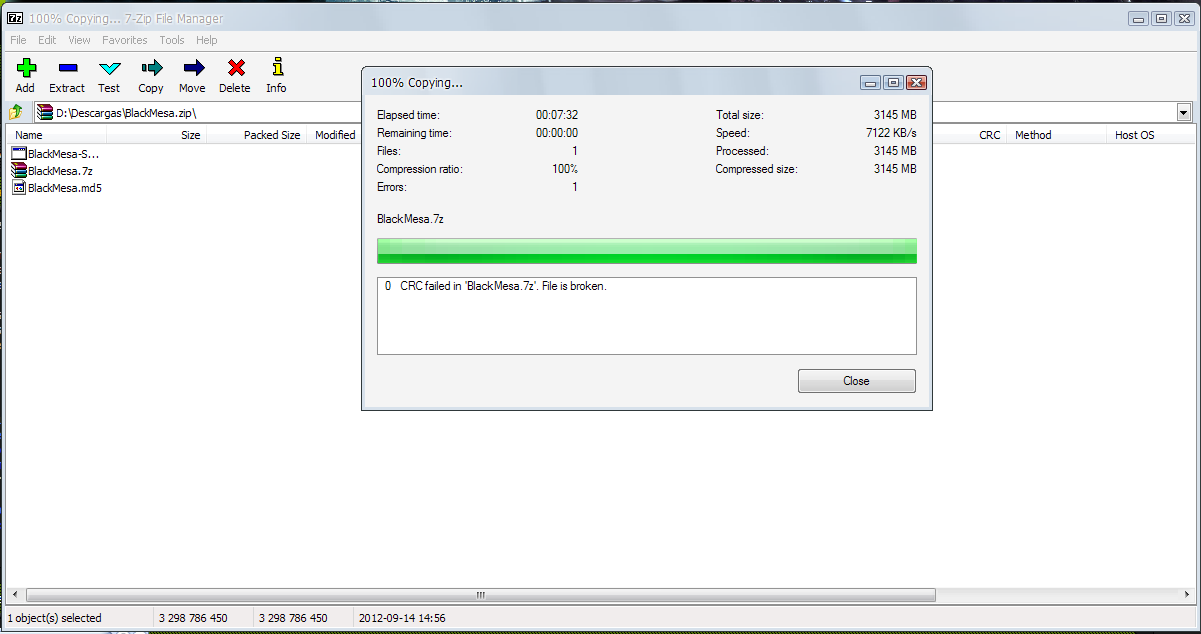 7z 100% Copying... 7-Zip File Manager
File Edit View Favorites Tools Help
Add Extract Test Copy Move Delete Info
D:\Descargas\BlackMesa.zip\
Name Size Packed Size Modified CRC Method Host OS
BlackMesa-S...
BlackMesa.7z
BlackMesa.md5
100% Copying...
Elapsed time: 00:07:32 Total size: 3145 MB
Remaining time: 00:00:00 Speed: 7122 KB/s
Files: 1 Processed: 3145 MB
Compression ratio: 100% Compressed size: 3145 MB
Errors: 1
BlackMesa.7z
0 CRC failed in 'BlackMesa.7z'. File is broken.
Close
1 object(s) selected 3 298 786 450 3 298 786 450 2012-09-14 14:56